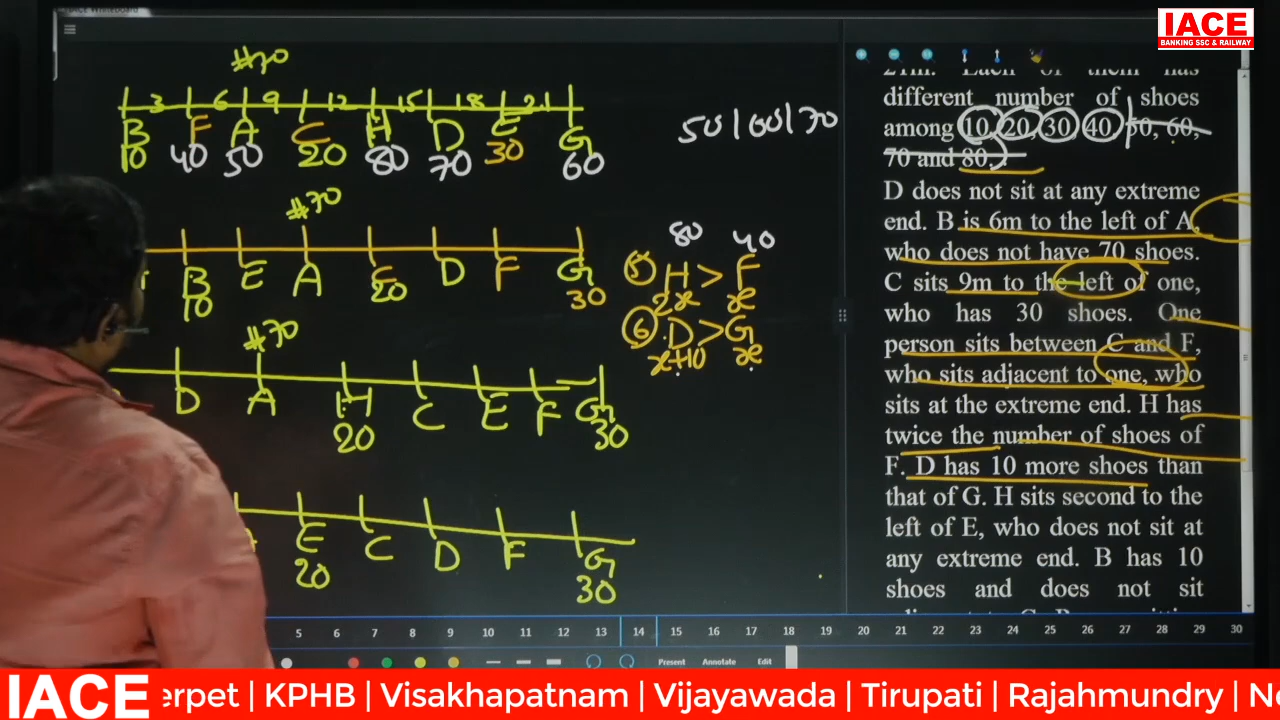 IACE
BANKING SSC & RAILWAY
#70
3 6 9 12 15 18 21
B F A C H D E G
10 40 50 20 80 70 30 60
50/60/70
#70
B E A C D F G
10 20 30
80 40
5 H > F
2x x
6 D > G
x+10 x
#70
D A H C E F G
20 30
E C D F G
20 30
21m. Each of them has
different number of shoes
among 10, 20, 30, 40, 50, 60,
70 and 80.
D does not sit at any extreme
end. B is 6m to the left of A,
who does not have 70 shoes.
C sits 9m to the left of one,
who has 30 shoes. One
person sits between C and F,
who sits adjacent to one, who
sits at the extreme end. H has
twice the number of shoes of
F. D has 10 more shoes than
that of G. H sits second to the
left of E, who does not sit at
any extreme end. B has 10
shoes and does not sit
5 6 7 8 9 10 11 12 13 14 15 16 17 18 19 20 21 22 23 24 25 26 27 28 29 30
Present Annotate Edit
IACE
erpet | KPHB | Visakhapatnam | Vijayawada | Tirupati | Rajahmundry | N